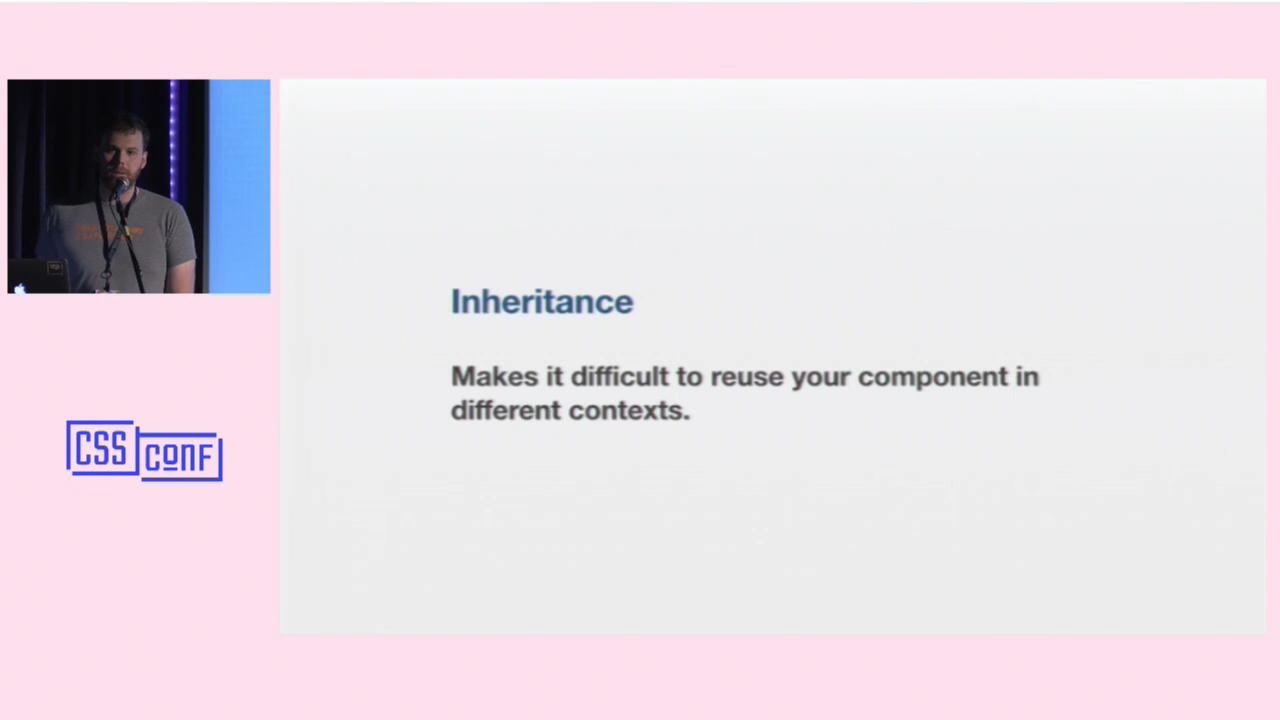 Inheritance
Makes it difficult to reuse your component in
different contexts.
CSS
conf